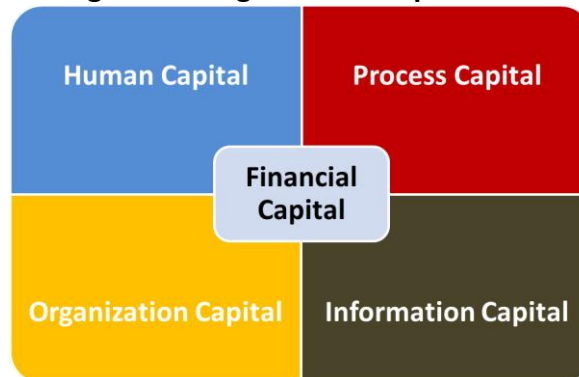 Human Capital
Process Capital
Financial
Capital
Organization Capital
Information Capital